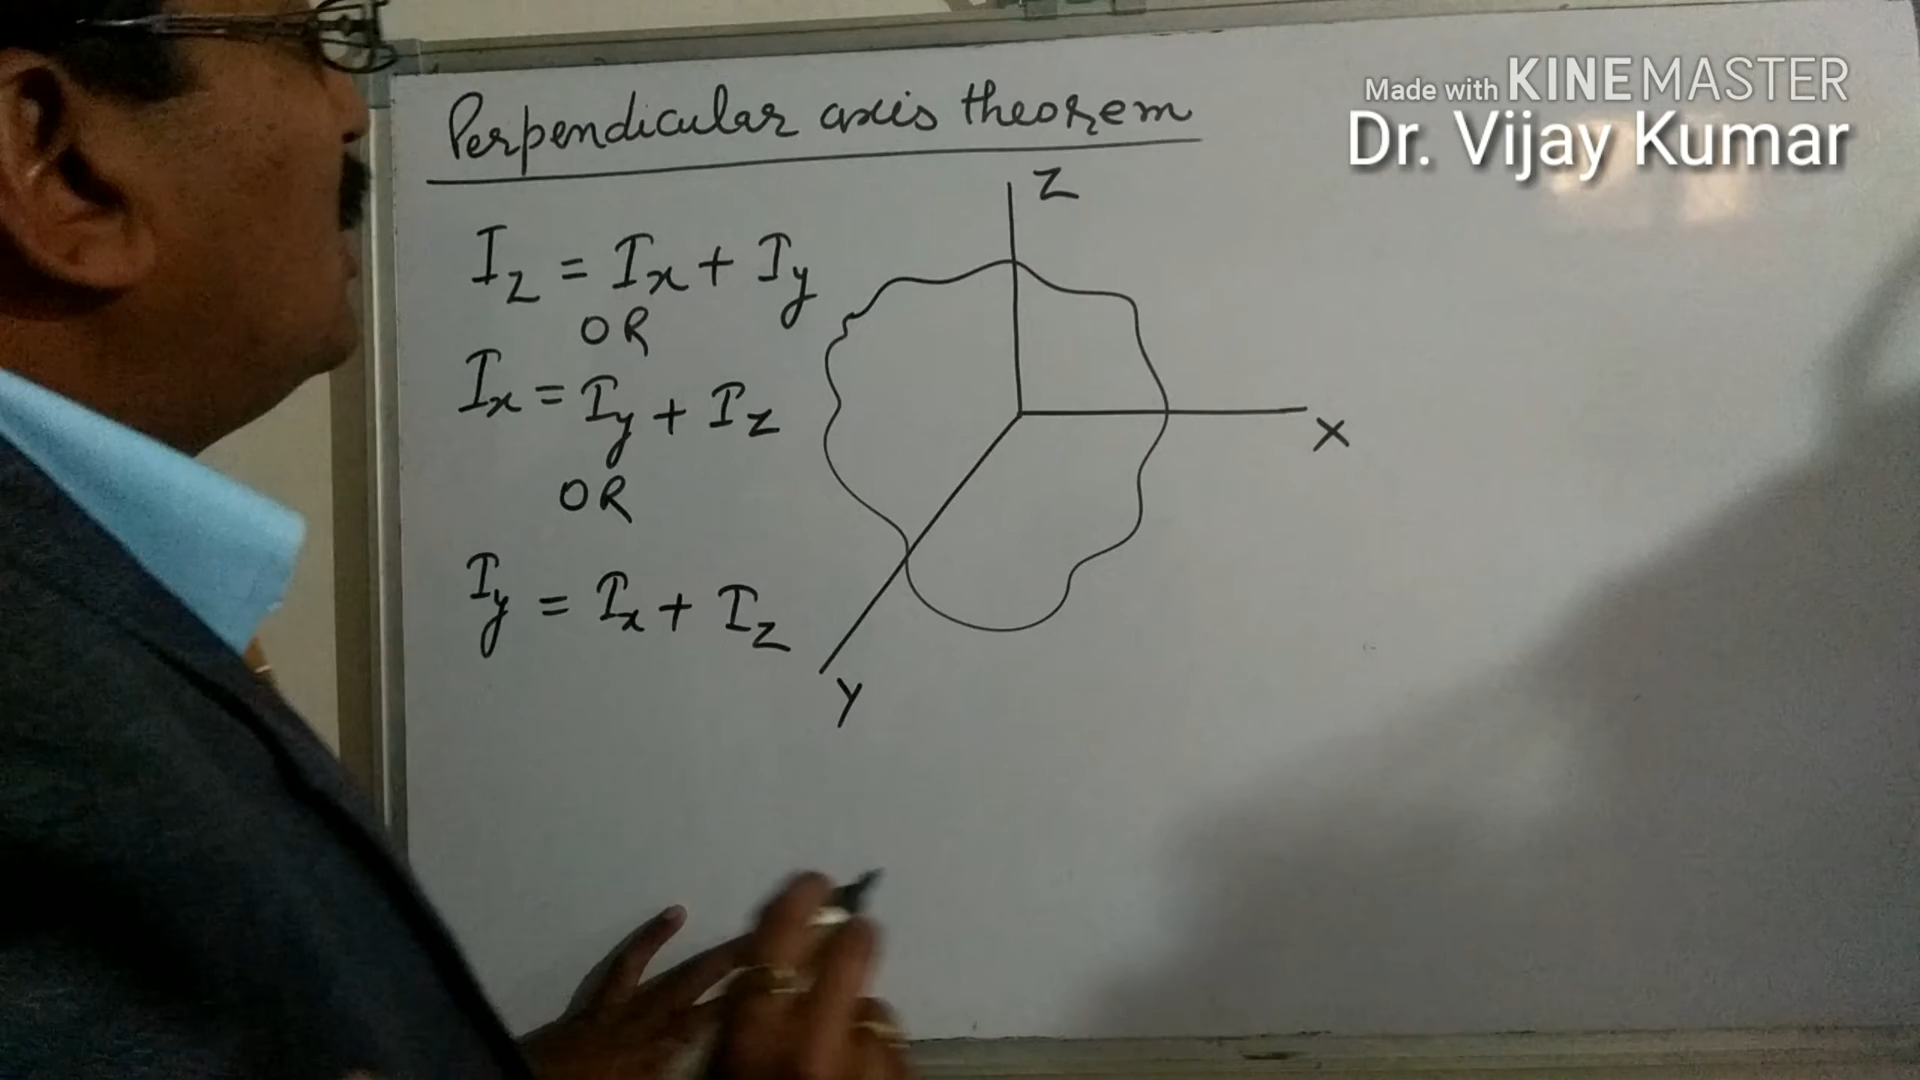 Made with KINEMASTER
Dr. Vijay Kumar
Perpendicular axis theorem
Iz = Ix + Iy
OR
Ix = Iy + Iz
OR
Iy = Ix + Iz
Z
X
Y